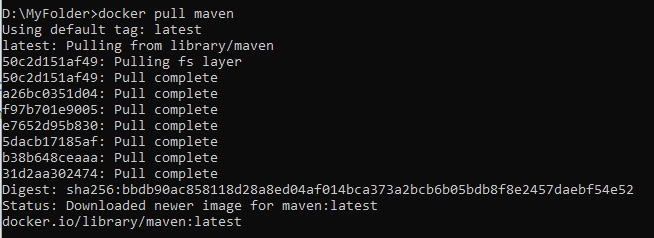 D:\MyFolder>docker pull maven
Using default tag: latest
latest: Pulling from library/maven
50c2d151af49: Pulling fs layer
50c2d151af49: Pull complete
a26bc0351d04: Pull complete
f97b701e9005: Pull complete
e7652d95b830: Pull complete
5dacb17185af: Pull complete
b38b648ceaaa: Pull complete
31d2aa302474: Pull complete
Digest: sha256:bbdb90ac858118d28a8ed04af014bca373a2bcb6b05bdb8f8e2457daebf54e52
Status: Downloaded newer image for maven:latest
docker.io/library/maven:latest